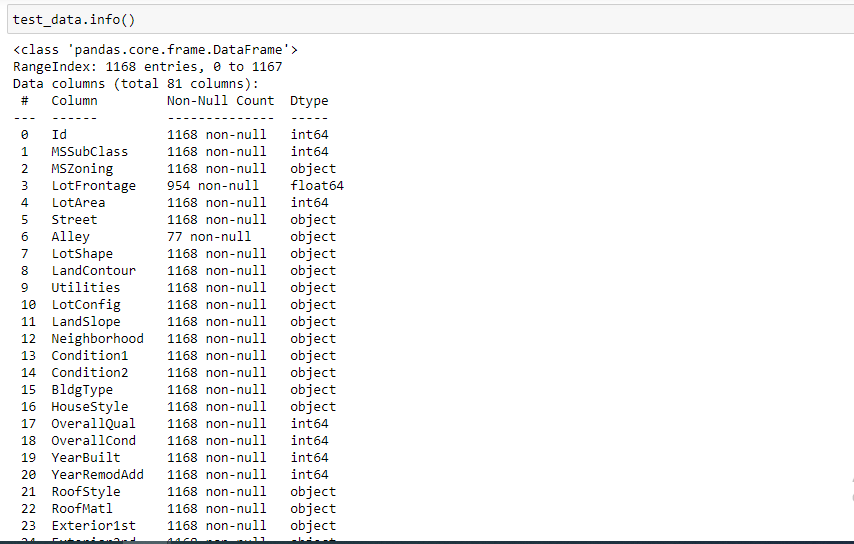 test_data.info()
<class 'pandas.core.frame.DataFrame'>
RangeIndex: 1168 entries, 0 to 1167
Data columns (total 81 columns):
 #   Column         Non-Null Count  Dtype
---  ------         --------------  -----
 0   Id             1168 non-null   int64
 1   MSSubClass     1168 non-null   int64
 2   MSZoning       1168 non-null   object
 3   LotFrontage    954 non-null    float64
 4   LotArea        1168 non-null   int64
 5   Street         1168 non-null   object
 6   Alley          77 non-null     object
 7   LotShape       1168 non-null   object
 8   LandContour    1168 non-null   object
 9   Utilities      1168 non-null   object
 10  LotConfig      1168 non-null   object
 11  LandSlope      1168 non-null   object
 12  Neighborhood   1168 non-null   object
 13  Condition1     1168 non-null   object
 14  Condition2     1168 non-null   object
 15  BldgType       1168 non-null   object
 16  HouseStyle     1168 non-null   object
 17  OverallQual    1168 non-null   int64
 18  OverallCond    1168 non-null   int64
 19  YearBuilt      1168 non-null   int64
 20  YearRemodAdd   1168 non-null   int64
 21  RoofStyle      1168 non-null   object
 22  RoofMatl       1168 non-null   object
 23  Exterior1st    1168 non-null   object